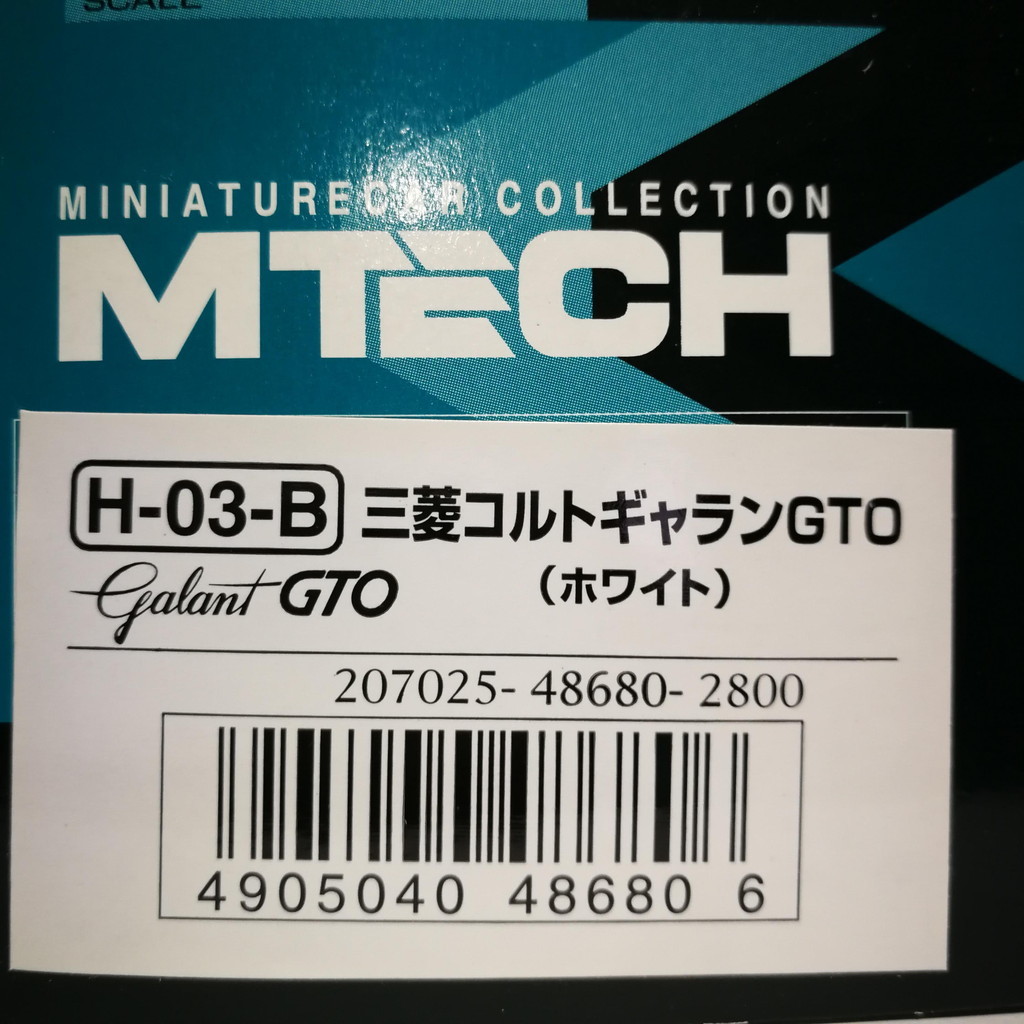 SCALE
MINIATURECAR COLLECTION
MTECH
H-03-B 三菱コルトギャランGTO
Galant GTO (ホワイト)
207025- 48680- 2800
4905040 48680 6